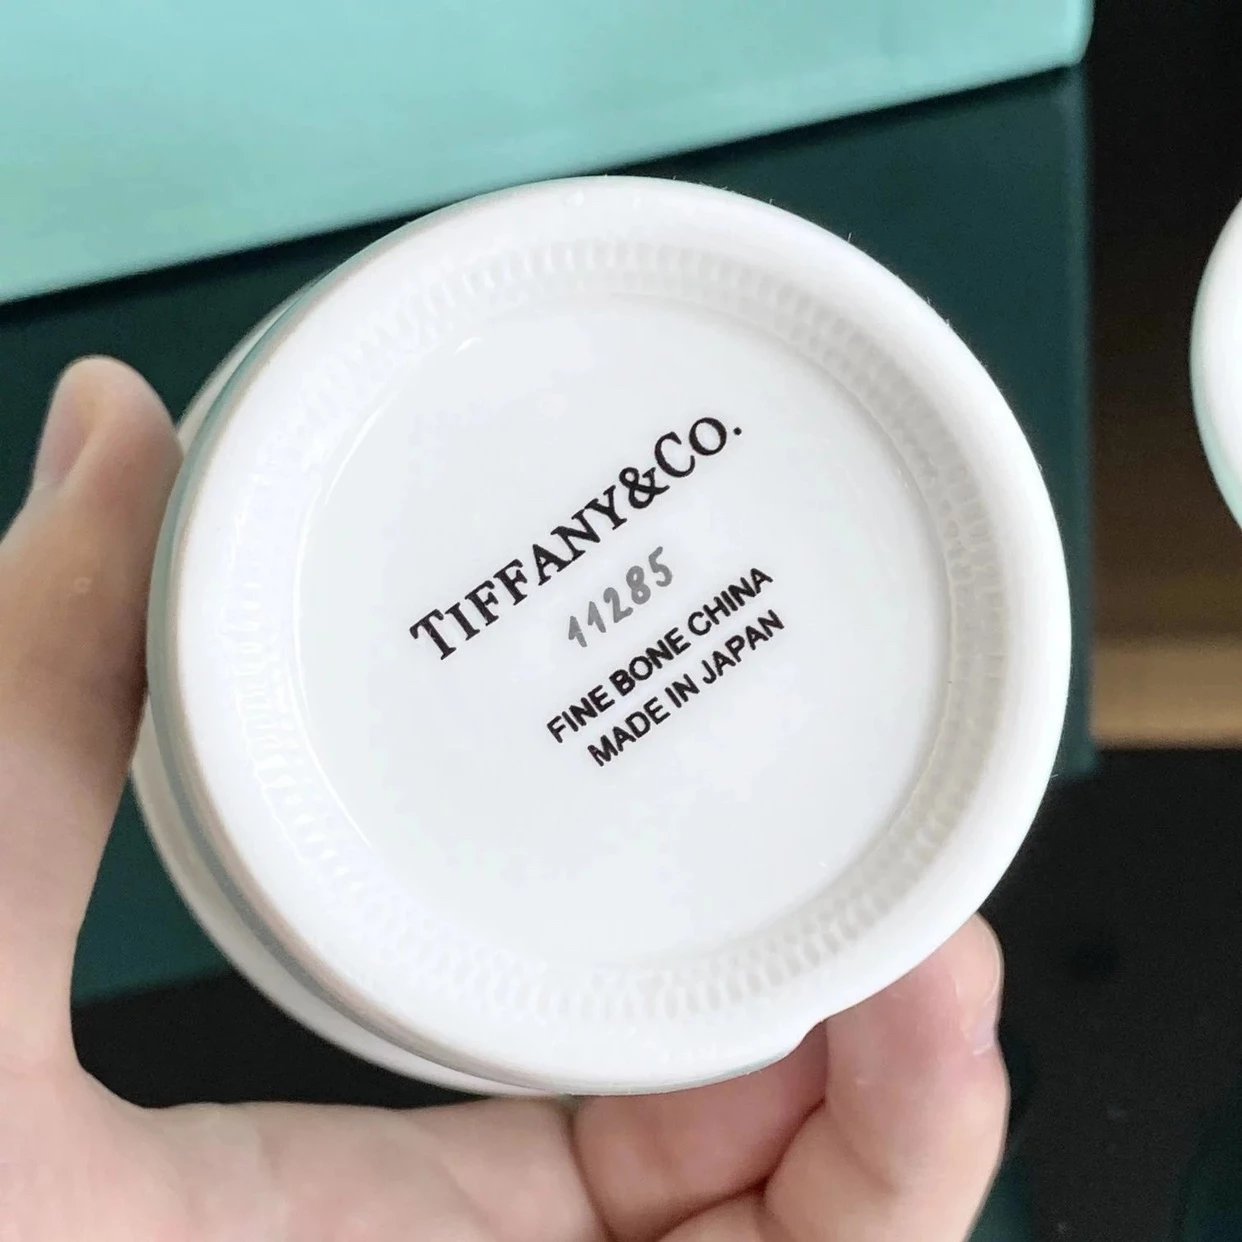 TIFFANY&CO.
11285
FINE BONE CHINA
MADE IN JAPAN